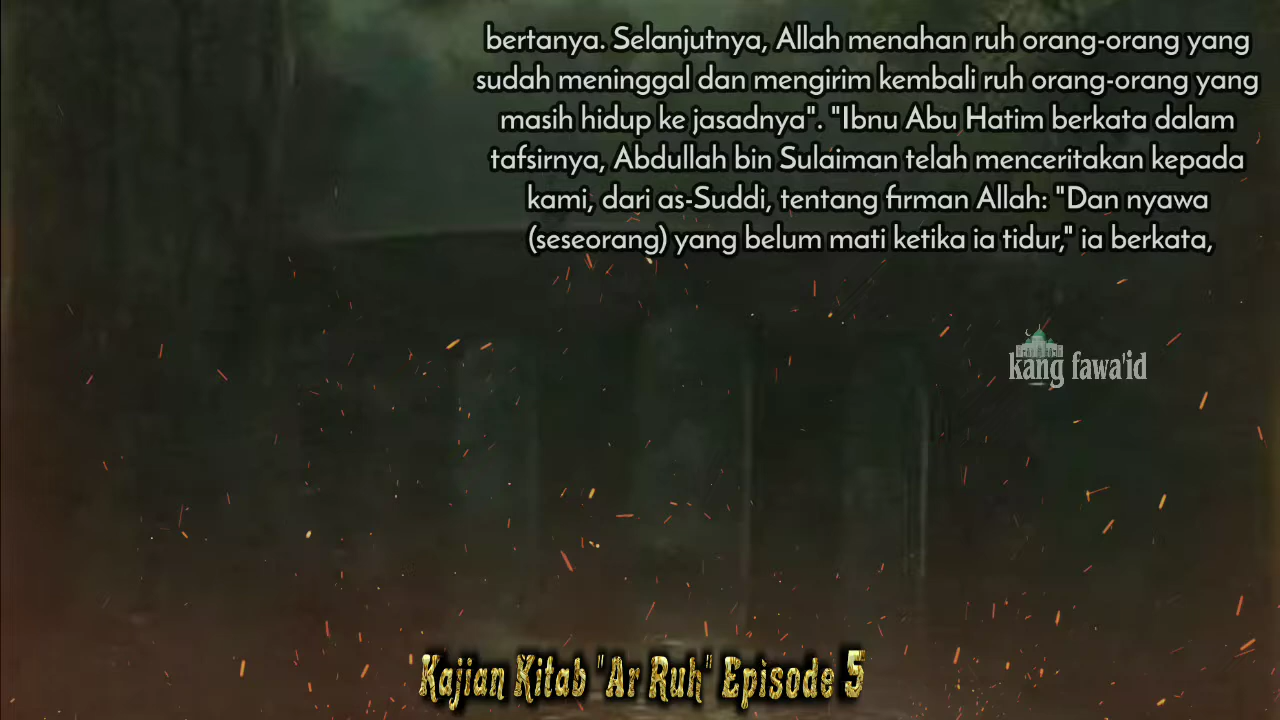 bertanya. Selanjutnya, Allah menahan ruh orang-orang yang
sudah meninggal dan mengirim kembali ruh orang-orang yang
masih hidup ke jasadnya". "Ibnu Abu Hatim berkata dalam
tafsirnya, Abdullah bin Sulaiman telah menceritakan kepada
kami, dari as-Suddi, tentang firman Allah: "Dan nyawa
(seseorang) yang belum mati ketika ia tidur," ia berkata,
kang fawa'id
Kajian Kitab "Ar Ruh" Episode 5